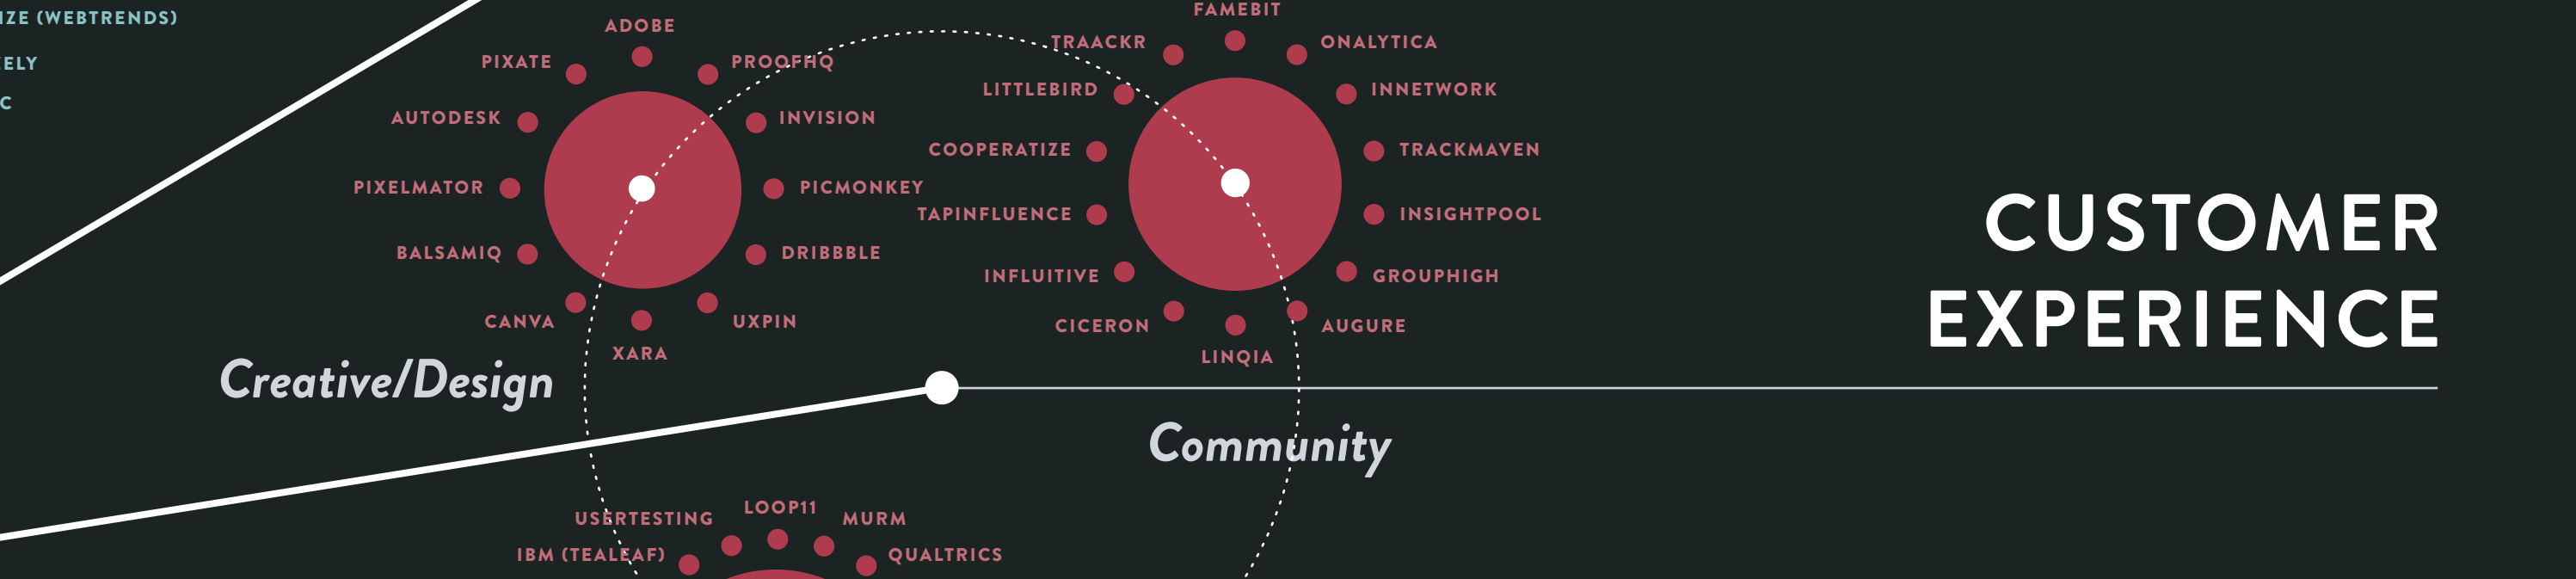 IZE (WEBTRENDS)
ELY
C
ADOBE
PIXATE
PROOFHQ
AUTODESK
INVISION
PIXELMATOR
PICMONKEY
BALSAMIQ
DRIBBBLE
CANVA
UXPIN
XARA
Creative/Design
FAMEBIT
TRAACKR
ONALYTICA
LITTLEBIRD
INNETWORK
COOPERATIZE
TRACKMAVEN
TAPINFLUENCE
INSIGHTPOOL
INFLUITIVE
GROUPHIGH
CICERON
AUGURE
LINQIA
Community
CUSTOMER
EXPERIENCE
LOOP11
USERTESTING
MURM
IBM (TEALEAF)
QUALTRICS